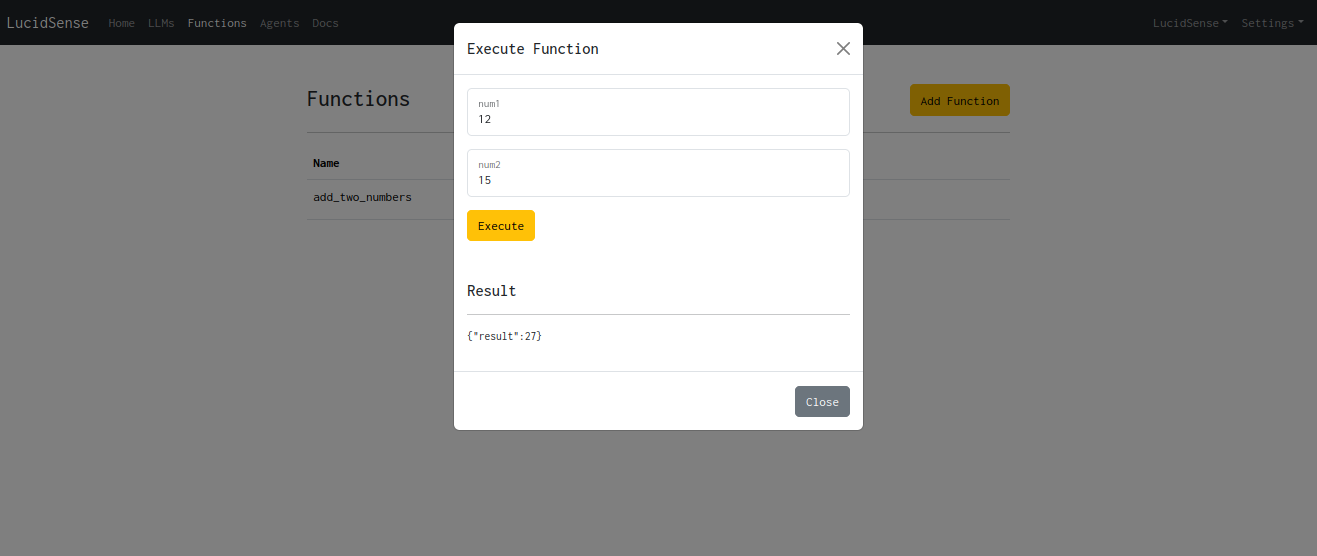 LucidSense Home LLMs Functions Agents Docs LucidSense Settings
Execute Function
num1
12
Functions
Add Function
num2
15
Name
add_two_numbers
Execute
Result
{"result":27}
Close